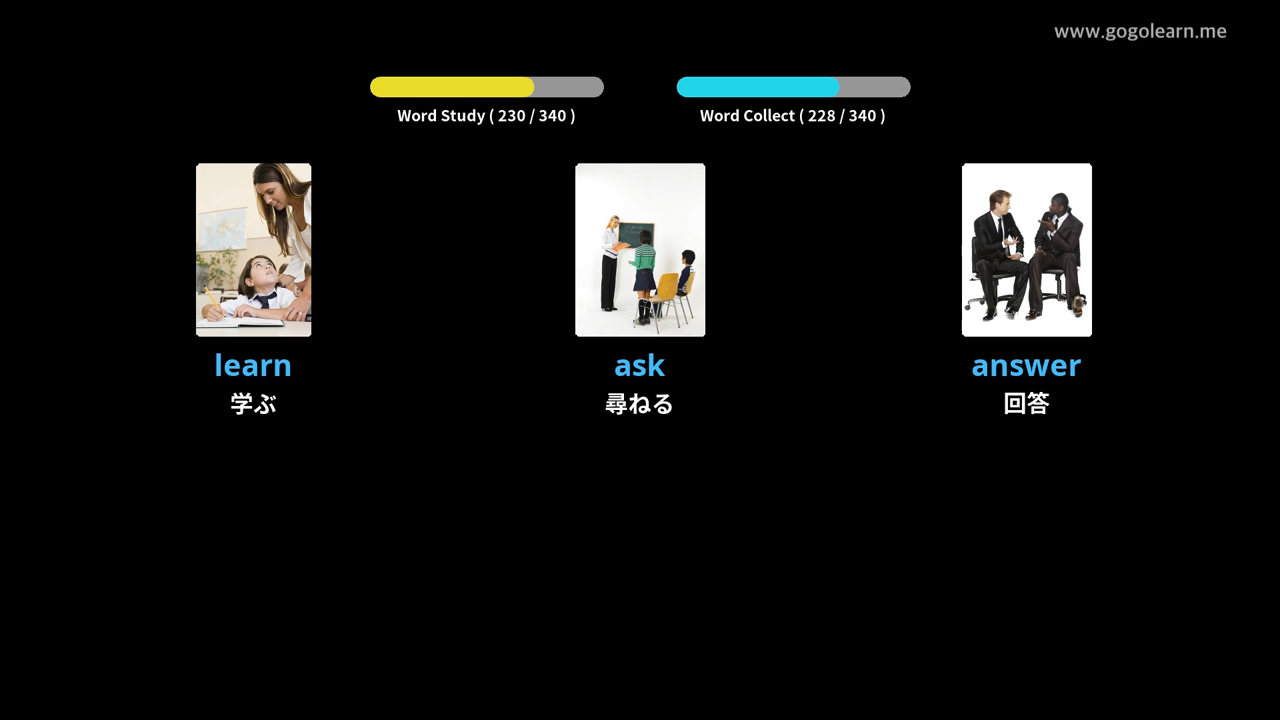 www.gogolearn.me
Word Study ( 230 / 340 )
Word Collect ( 228 / 340 )
learn
ask
answer
学ぶ
尋ねる
回答